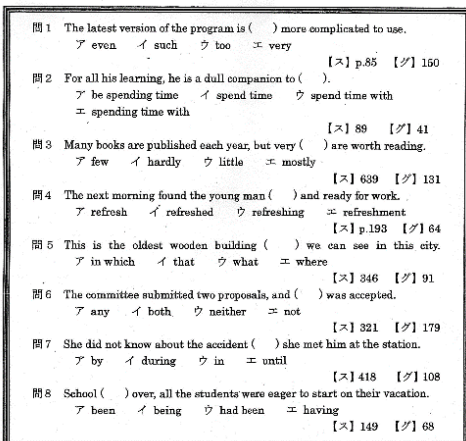 問1 The latest version of the program is (　) more complicated to use.
ア even　イ such　ウ too　エ very
【ス】p.85 【グ】150
問2 For all his learning, he is a dull companion to (　).
ア be spending time　イ spend time　ウ spend time with
エ spending time with
【ス】89 【グ】41
問3 Many books are published each year, but very (　) are worth reading.
ア few　イ hardly　ウ little　エ mostly
【ス】639 【グ】131
問4 The next morning found the young man (　) and ready for work.
ア refresh　イ refreshed　ウ refreshing　エ refreshment
【ス】p.193 【グ】64
問5 This is the oldest wooden building (　) we can see in this city.
ア in which　イ that　ウ what　エ where
【ス】346 【グ】91
問6 The committee submitted two proposals, and (　) was accepted.
ア any　イ both　ウ neither　エ not
【ス】321 【グ】179
問7 She did not know about the accident (　) she met him at the station.
ア by　イ during　ウ in　エ until
【ス】418 【グ】108
問8 School (　) over, all the students were eager to start on their vacation.
ア been　イ being　ウ had been　エ having
【ス】149 【グ】68